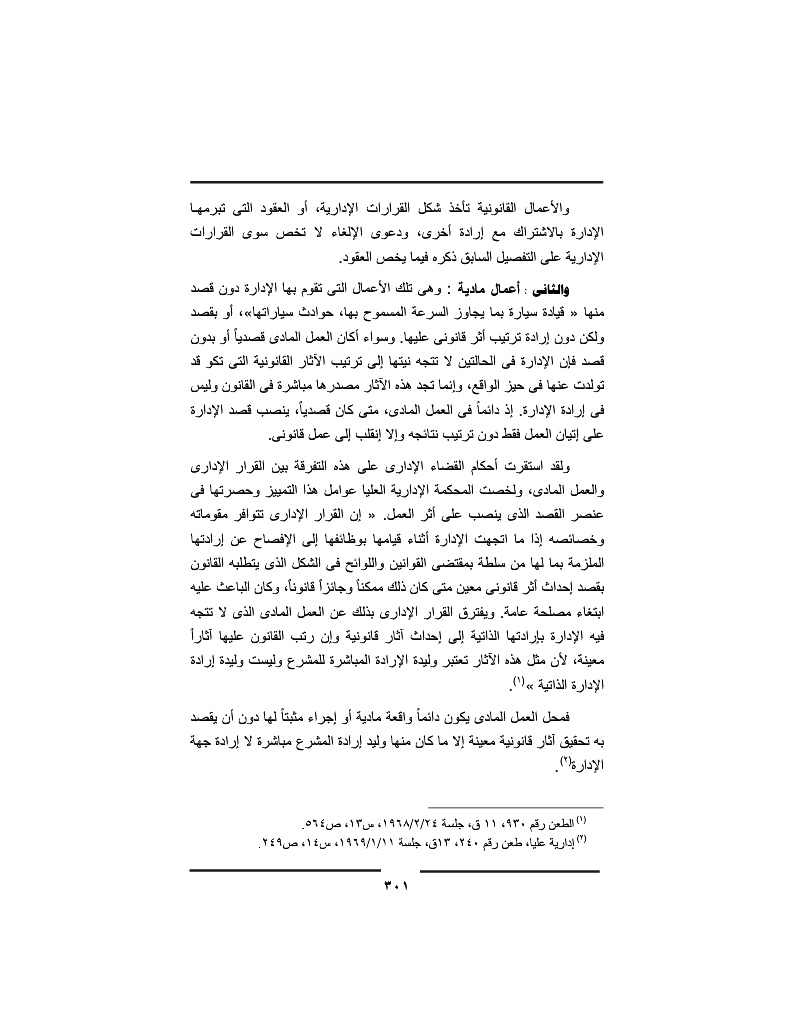 والأعمال القانونية تأخذ شكل القرارات الإدارية، أو العقود التى تبرمها
الإدارة بالاشتراك مع إرادة أخرى، ودعوى الإلغاء لا تخص سوى القرارات
الإدارية على التفصيل السابق ذكره فيما يخص العقود.
والثانى : أعمال مادية : وهى تلك الأعمال التى تقوم بها الإدارة دون قصد
منها « قيادة سيارة بما يجاوز السرعة المسموح بها، حوادث سياراتها»، أو بقصد
ولكن دون إرادة ترتيب أثر قانونى عليها. وسواء أكان العمل المادى قصدياً أو بدون
قصد فإن الإدارة فى الحالتين لا تتجه نيتها إلى ترتيب الآثار القانونية التى تكو قد
تولدت عنها فى حيز الواقع، وإنما تجد هذه الآثار مصدرها مباشرة فى القانون وليس
فى إرادة الإدارة. إذ دائماً فى العمل المادى، متى كان قصدياً، ينصب قصد الإدارة
على إتيان العمل فقط دون ترتيب نتائجه وإلا إنقلب إلى عمل قانونى.
ولقد استقرت أحكام القضاء الإدارى على هذه التفرقة بين القرار الإدارى
والعمل المادى، ولخصت المحكمة الإدارية العليا عوامل هذا التمييز وحصرتها فى
عنصر القصد الذى ينصب على أثر العمل. « إن القرار الإدارى تتوافر مقوماته
وخصائصه إذا ما اتجهت الإدارة أثناء قيامها بوظائفها إلى الإفصاح عن إرادتها
الملزمة بما لها من سلطة بمقتضى القوانين واللوائح فى الشكل الذى يتطلبه القانون
بقصد إحداث أثر قانونى معين متى كان ذلك ممكناً وجائزاً قانوناً، وكان الباعث عليه
ابتغاء مصلحة عامة. ويفترق القرار الإدارى بذلك عن العمل المادى الذى لا تتجه
فيه الإدارة بإرادتها الذاتية إلى إحداث آثار قانونية وإن رتب القانون عليها آثاراً
معينة، لأن مثل هذه الآثار تعتبر وليدة الإرادة المباشرة للمشرع وليست وليدة إرادة
الإدارة الذاتية »(١).
فمحل العمل المادى يكون دائماً واقعة مادية أو إجراء مثبتاً لها دون أن يقصد
به تحقيق آثار قانونية معينة إلا ما كان منها وليد إرادة المشرع مباشرة لا إرادة جهة
الإدارة(٢).
(١) الطعن رقم ٩٣٠، ١١ ق، جلسة ١٩٦٨/٢/٢٤، س١٣، ص٥٦٤.
(٢) إدارية عليا، طعن رقم ٢٤٠، ١٣ق، جلسة ١٩٦٩/١/١١، س١٤، ص٢٤٩.
٣٠١